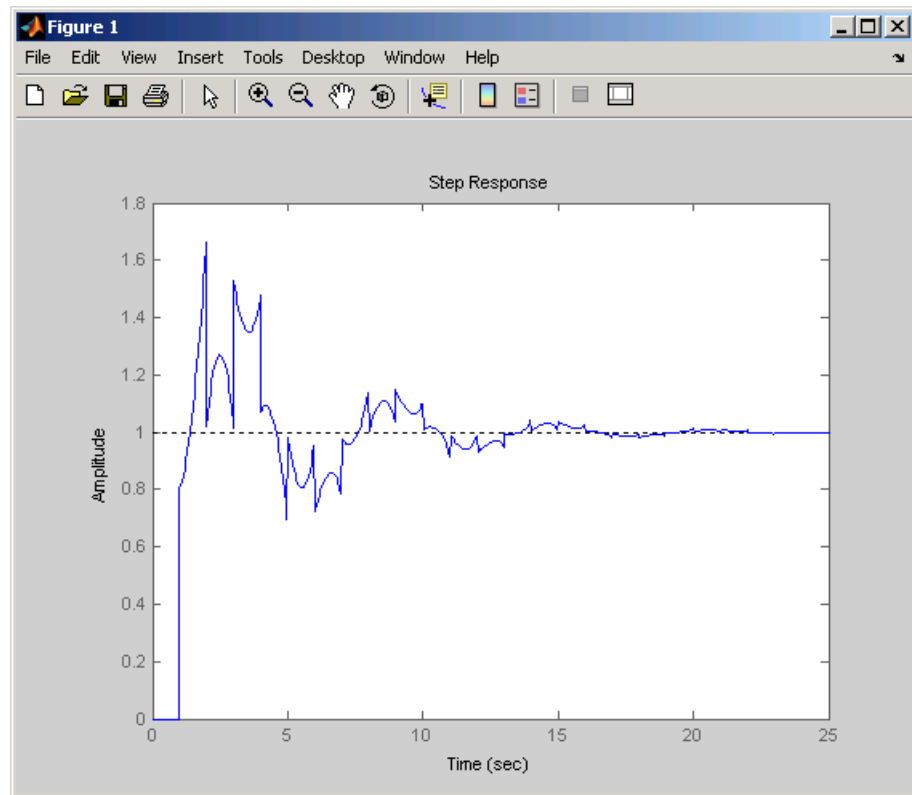 Figure 1
File Edit View Insert Tools Desktop Window Help
Step Response
1.8
1.6
1.4
1.2
1
0.8
0.6
0.4
0.2
0
Amplitude
0 5 10 15 20 25
Time (sec)